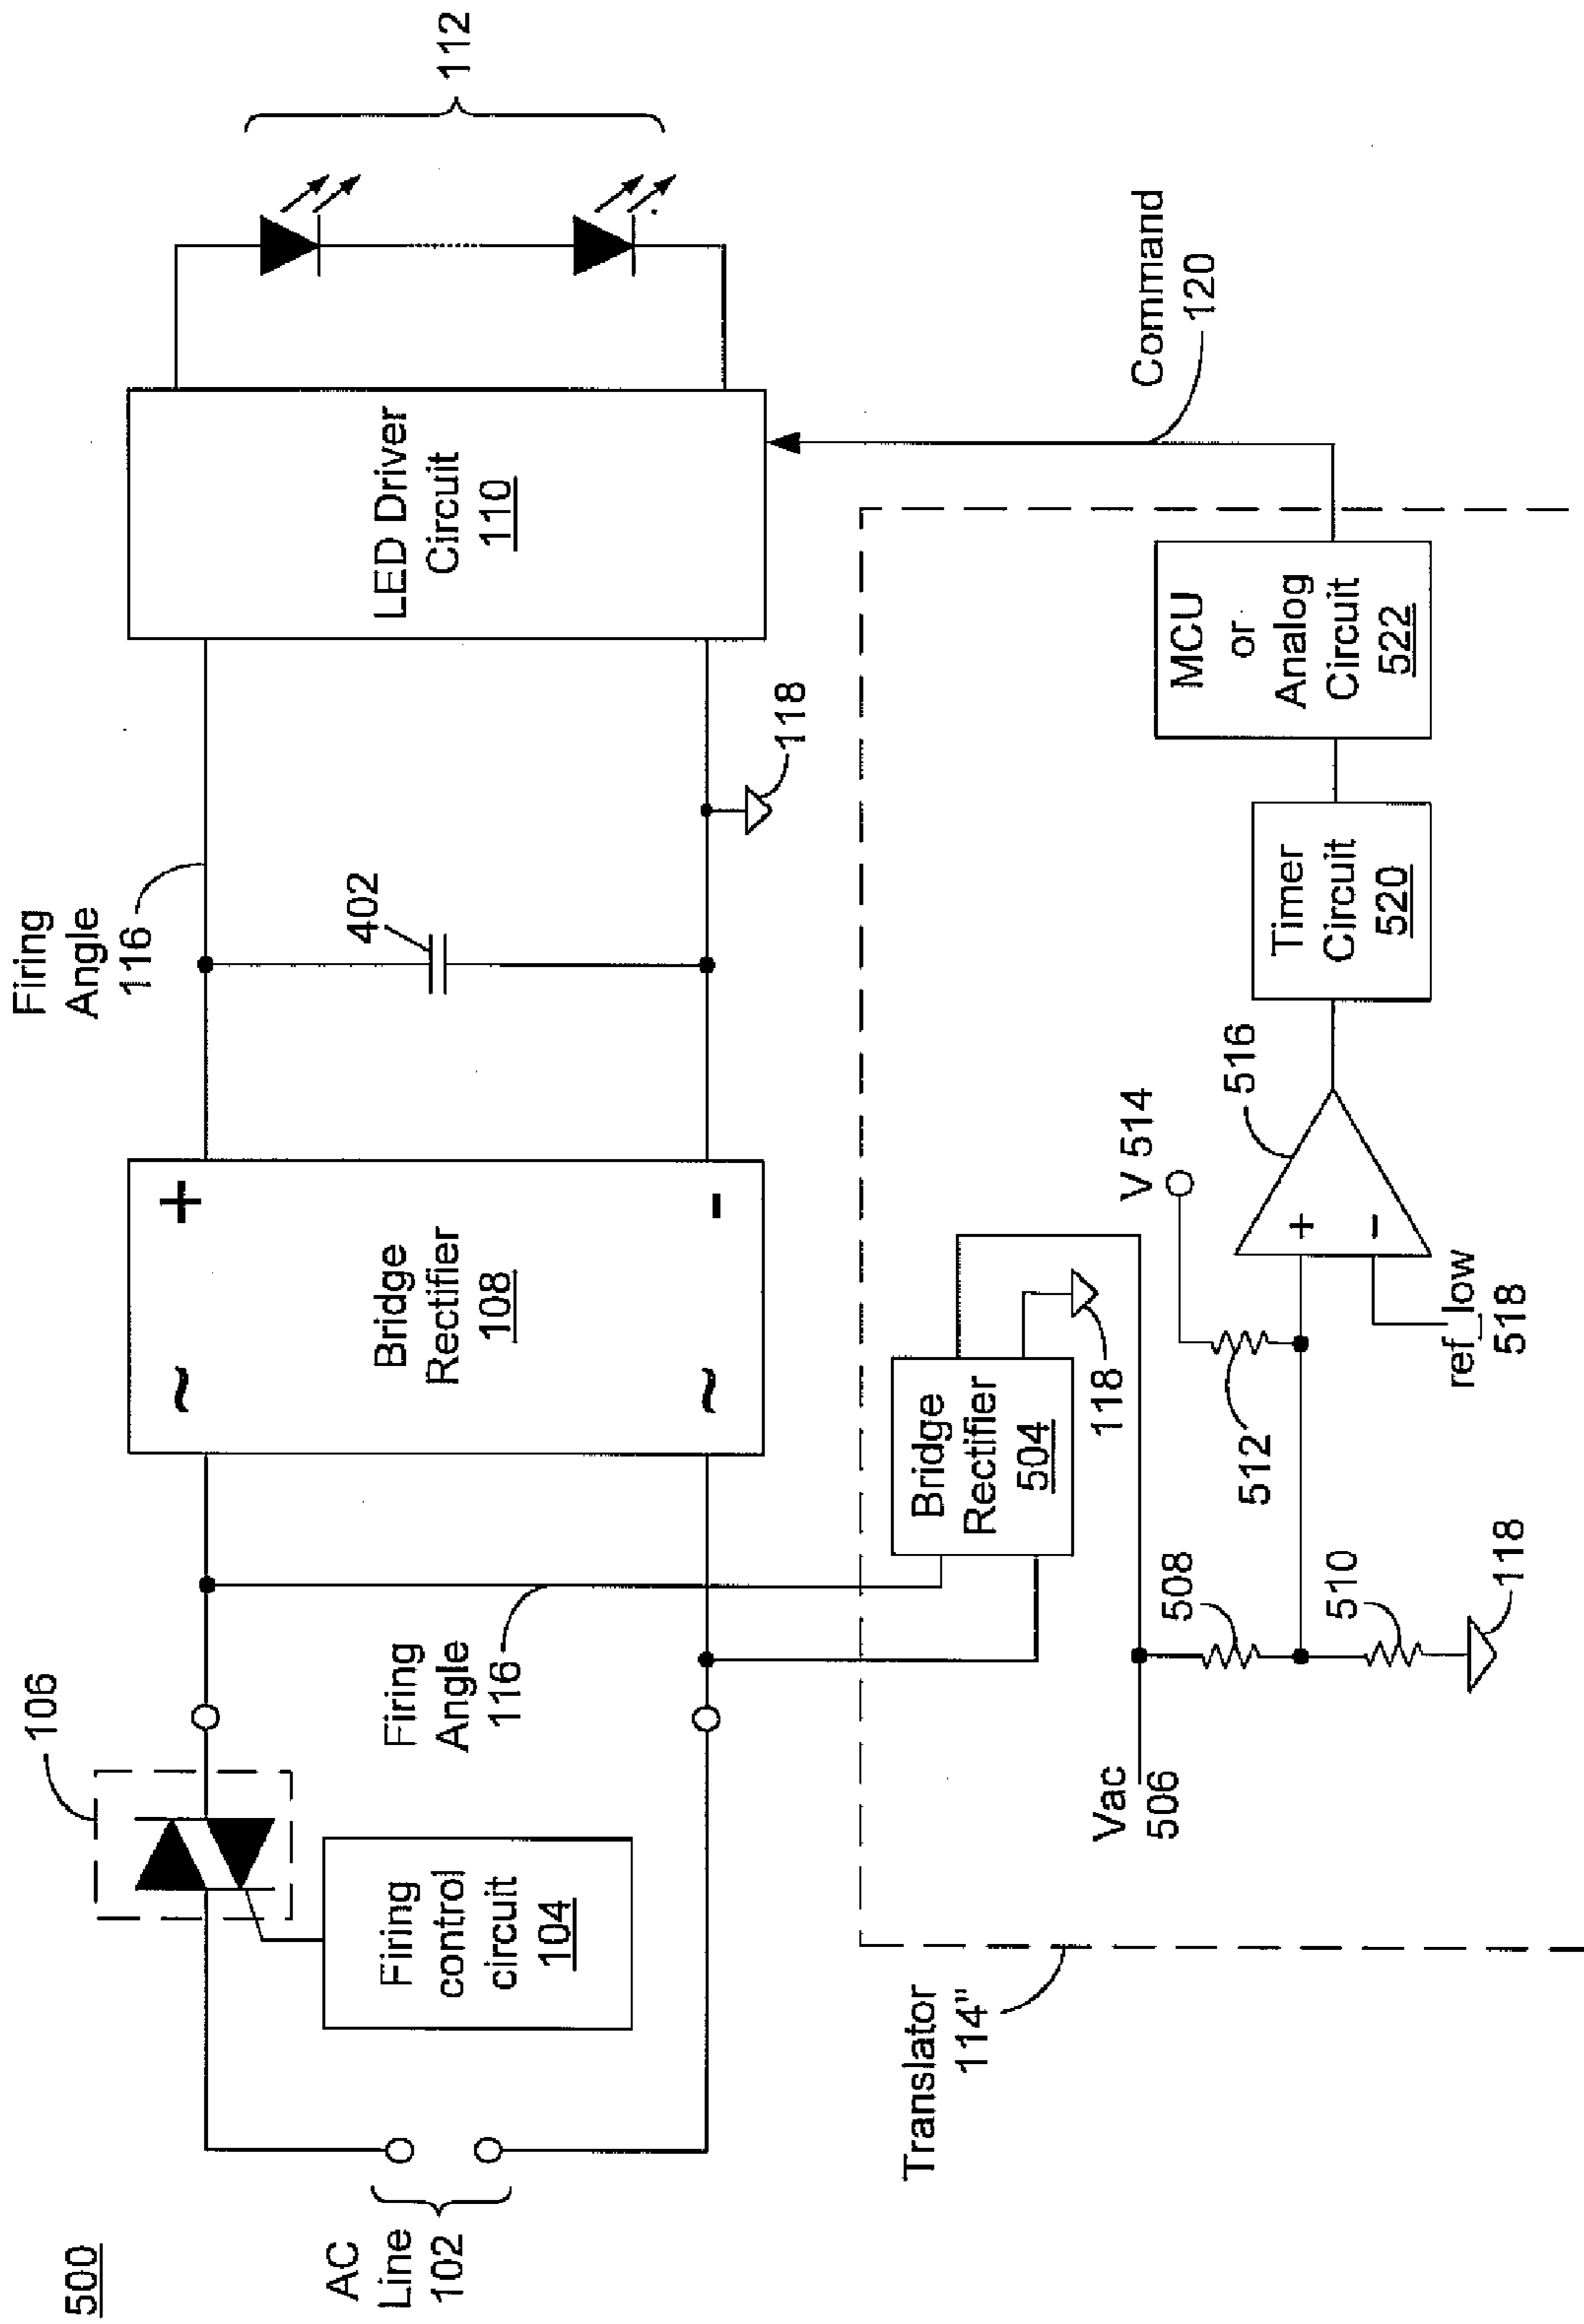 500
AC
Line
102
106
Firing
control
circuit
104
Firing
Angle
116
~
~
+
-
Bridge
Rectifier
108
Firing
Angle
116
402
118
LED Driver
Circuit
110
112
Translator
114"
Vac
506
508
510
118
Bridge
Rectifier
504
118
512
V 514
+
-
ref_low
518
516
Timer
Circuit
520
MCU
or
Analog
Circuit
522
Command
120